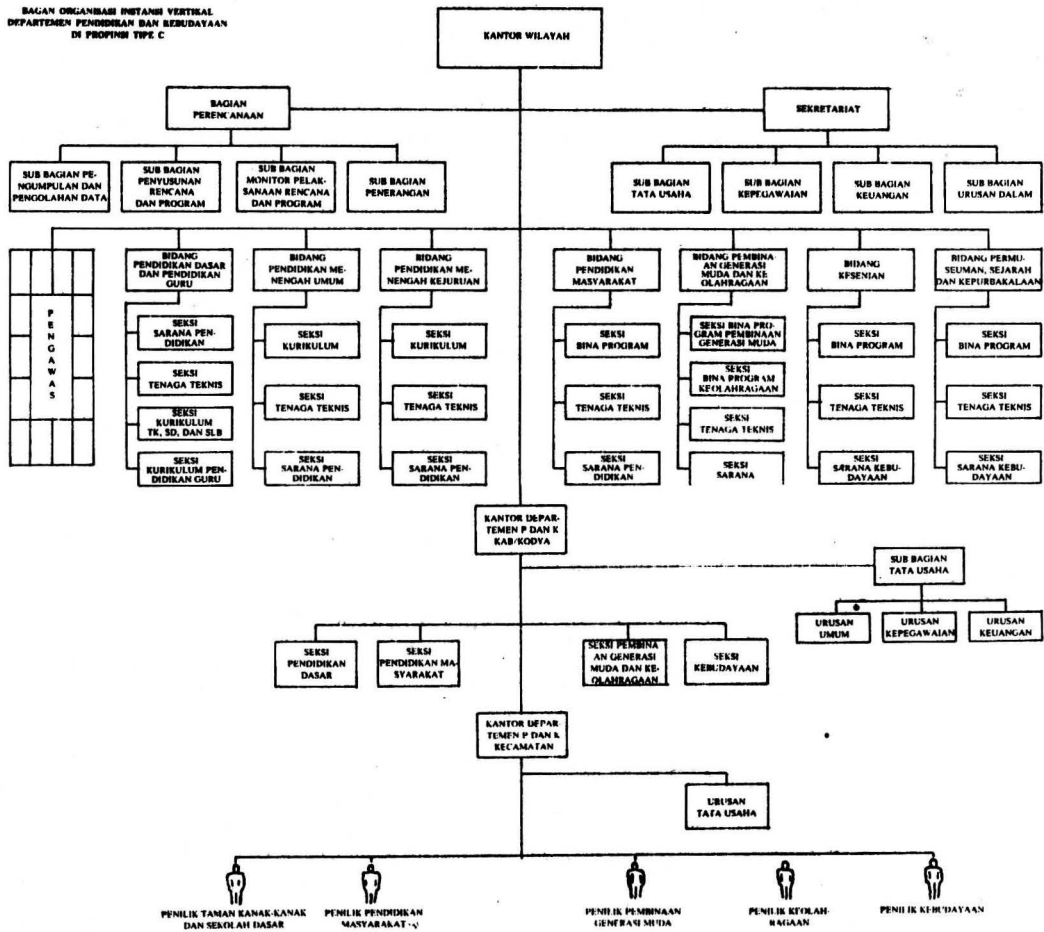 BAGAN ORGANISASI INSTANSI VERTIKAL
DEPARTEMEN PENDIDIKAN DAN KEBUDAYAAN
DI PROPINSI TIPE C
KANTOR WILAYAH
BAGIAN
PERENCANAAN
SEKRETARIAT
SUB BAGIAN PE-
NGUMPULAN DAN
PENGOLAHAN DATA
SUB BAGIAN
PENYUSUNAN
RENCANA
DAN PROGRAM
SUB BAGIAN
MONITOR PELAK-
SANAAN RENCANA
DAN PROGRAM
SUB BAGIAN
PENERANGAN
SUB BAGIAN
TATA USAHA
SUB BAGIAN
KEPEGAWAIAN
SUB BAGIAN
KEUANGAN
SUB BAGIAN
URUSAN DALAM
PENGAWAS
BIDANG
PENDIDIKAN DASAR
DAN PENDIDIKAN
GURU
SEKSI
SARANA PEN-
DIDIKAN
SEKSI
TENAGA TEKNIS
SEKSI
KURIKULUM
TK, SD, DAN SLB
SEKSI
KURIKULUM PEN-
DIDIKAN GURU
BIDANG
PENDIDIKAN ME-
NENGAH UMUM
SEKSI
KURIKULUM
SEKSI
TENAGA TEKNIS
SEKSI
SARANA PEN-
DIDIKAN
BIDANG
PENDIDIKAN ME-
NENGAH KEJURUAN
SEKSI
KURIKULUM
SEKSI
TENAGA TEKNIS
SEKSI
SARANA PEN-
DIDIKAN
BIDANG
PENDIDIKAN
MASYARAKAT
SEKSI
BINA PROGRAM
SEKSI
TENAGA TEKNIS
SEKSI
SARANA PEN-
DIDIKAN
BIDANG PEMBINA-
AN GENERASI
MUDA DAN KE
OLAHRAGAAN
SEKSI BINA PRO-
GRAM PEMBINAAN
GENERASI MUDA
SEKSI
BINA PROGRAM
KEOLAHRAGAAN
SEKSI
TENAGA TEKNIS
SEKSI
SARANA
BIDANG
KESENIAN
SEKSI
BINA PROGRAM
SEKSI
TENAGA TEKNIS
SEKSI
SARANA KEBU-
DAYAAN
BIDANG PERMU-
SEUMAN, SEJARAH
DAN KEPURBAKALAAN
SEKSI
BINA PROGRAM
SEKSI
TENAGA TEKNIS
SEKSI
SARANA KEBU-
DAYAAN
KANTOR DEPAR-
TEMEN P DAN K
KAB/KODYA
SUB BAGIAN
TATA USAHA
URUSAN
UMUM
URUSAN
KEPEGAWAIAN
URUSAN
KEUANGAN
SEKSI
PENDIDIKAN
DASAR
SEKSI
PENDIDIKAN MA-
SYARAKAT
SEKSI PEMBINA-
AN GENERASI
MUDA DAN KE-
OLAHRAGAAN
SEKSI
KEBUDAYAAN
KANTOR DEPAR-
TEMEN P DAN K
KECAMATAN
URUSAN
TATA USAHA
PENILIK TAMAN KANAK-KANAK
DAN SEKOLAH DASAR
PENILIK PENDIDIKAN
MASYARAKAT
PENILIK PEMBINAAN
GENERASI MUDA
PENILIK KEOLAH-
RAGAAN
PENILIK KEBUDAYAAN